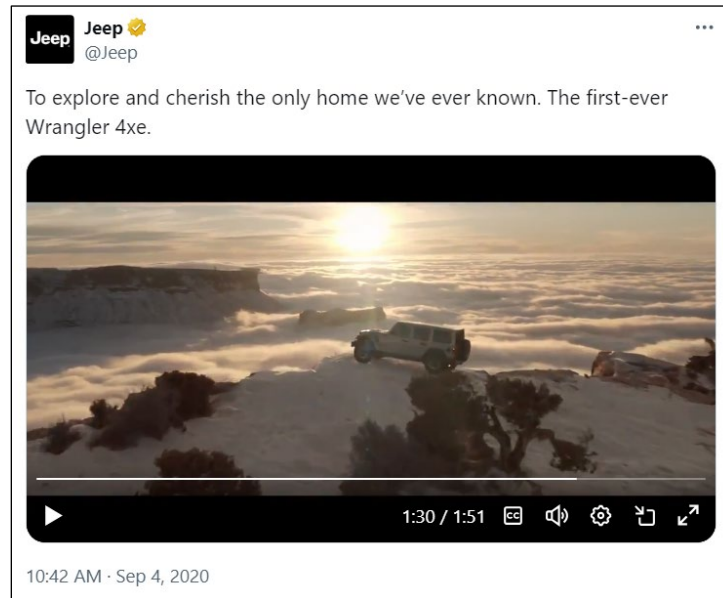 Jeep
Jeep
@Jeep
To explore and cherish the only home we’ve ever known. The first-ever
Wrangler 4xe.
1:30 / 1:51
CC
10:42 AM · Sep 4, 2020